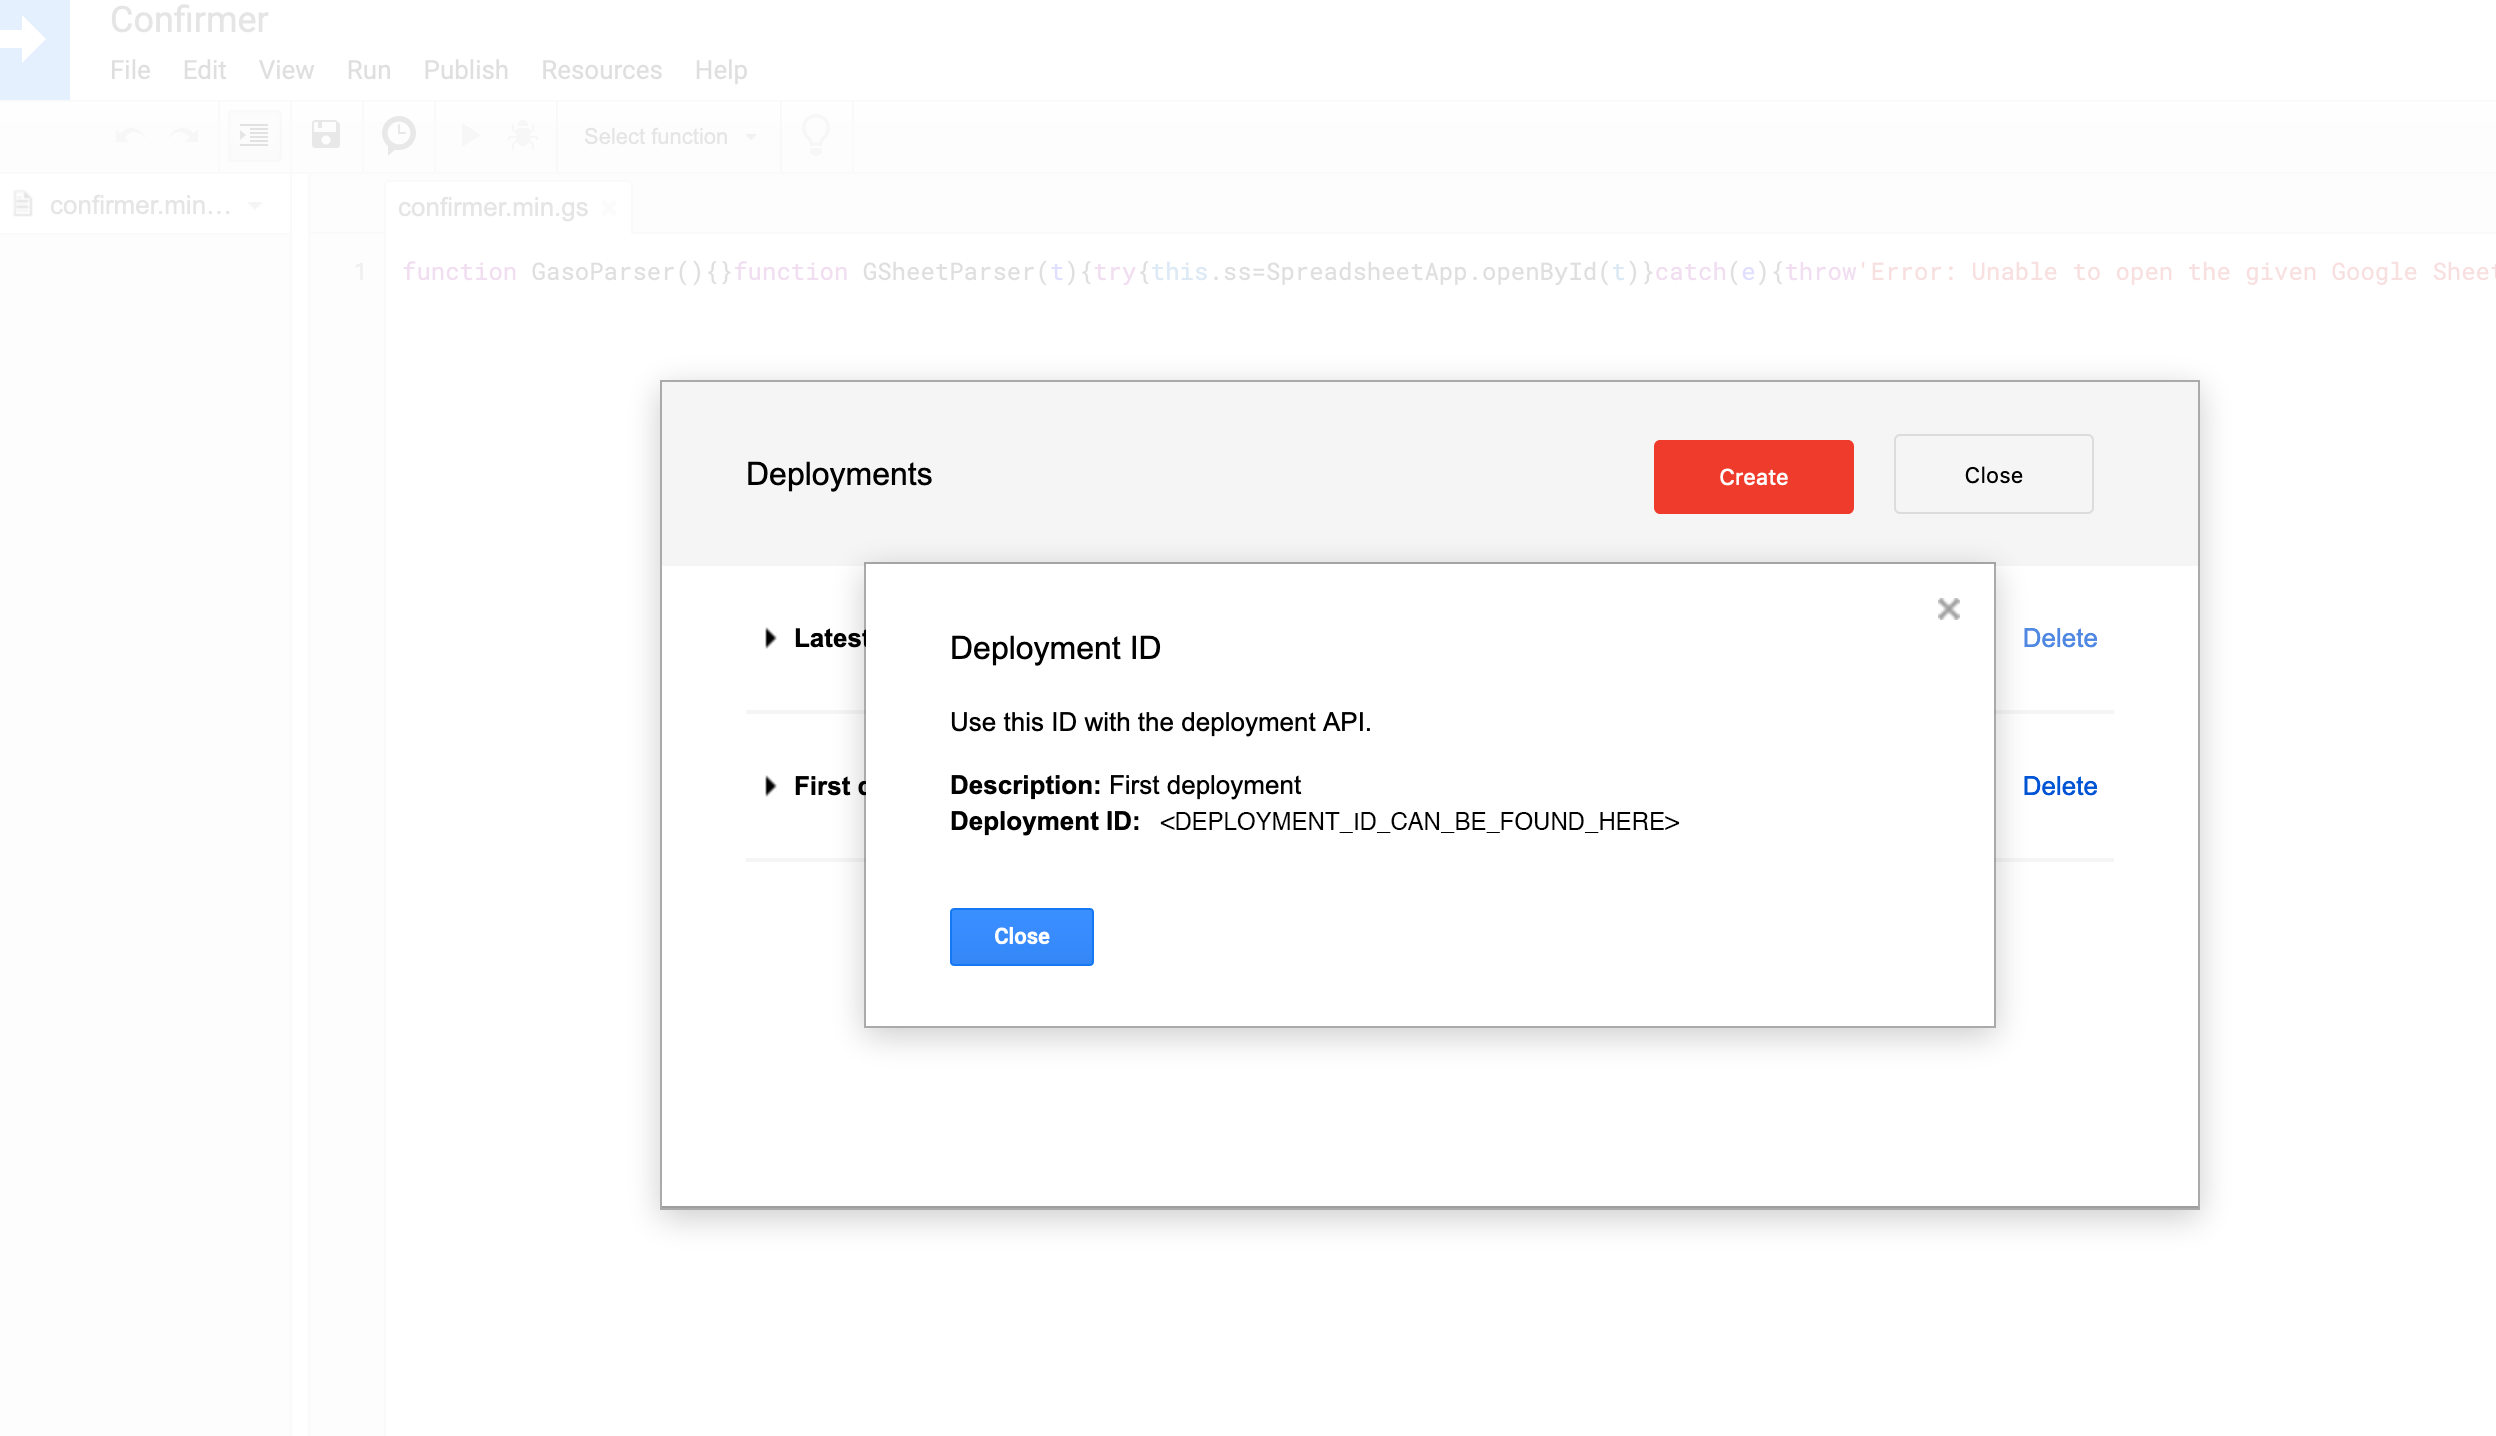 Confirmer
File Edit View Run Publish Resources Help
Select function
confirmer.min...
confirmer.min.gs
1 function GasoParser(){}function GSheetParser(t){try{this.ss=SpreadsheetApp.openById(t)}catch(e){throw'Error: Unable to open the given Google Sheet
Deployments
Create
Close
Latest
Delete
First
Delete
Deployment ID
Use this ID with the deployment API.
Description: First deployment
Deployment ID: <DEPLOYMENT_ID_CAN_BE_FOUND_HERE>
Close